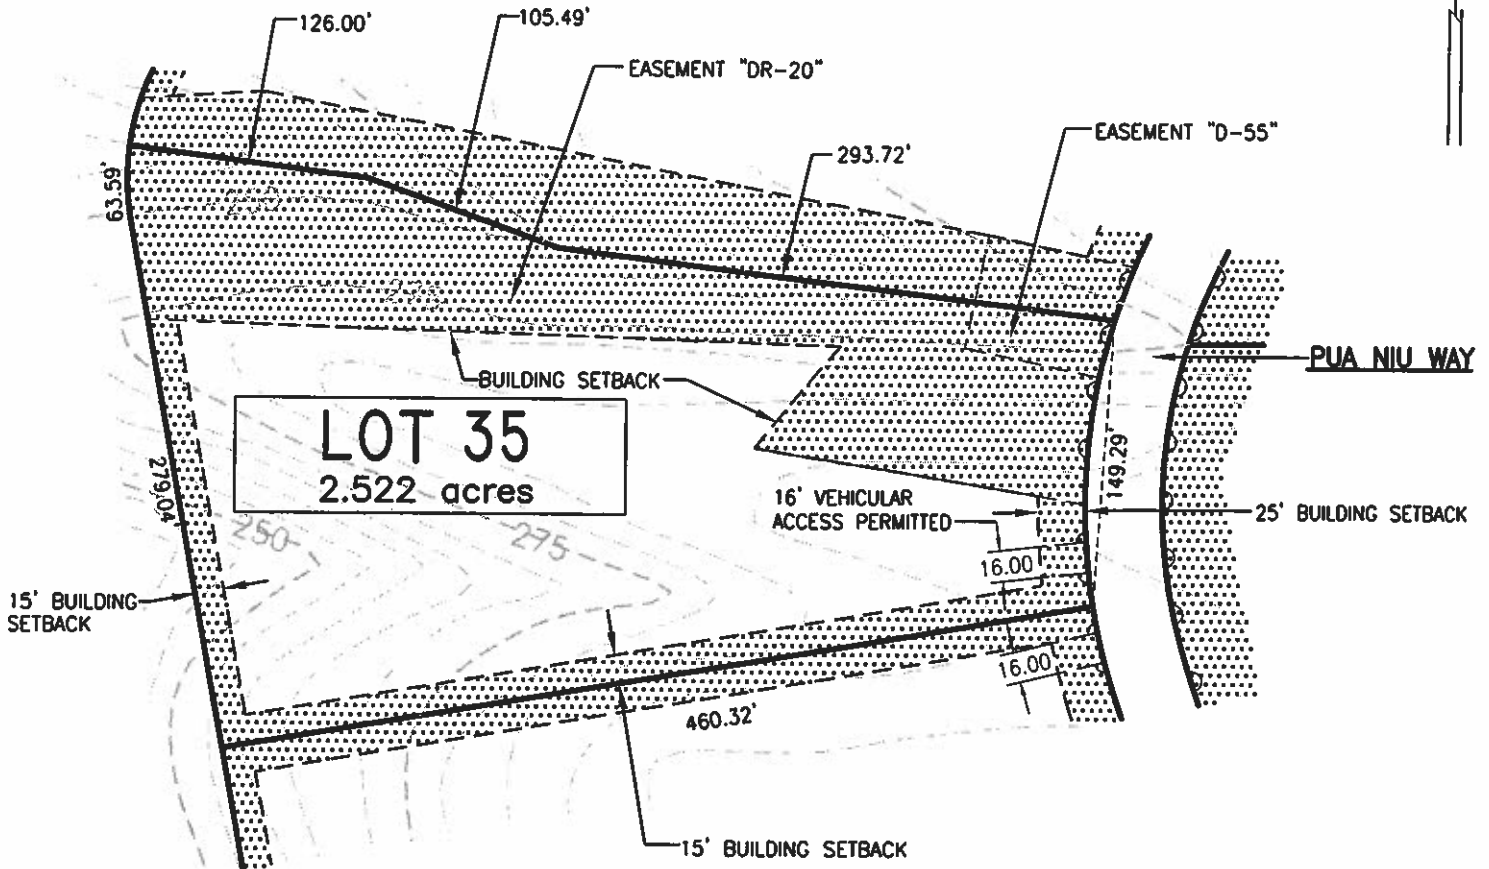 126.00'
105.49'
EASEMENT "DR-20"
EASEMENT "D-55"
293.72'
63.59'
PUA NIU WAY
BUILDING SETBACK
LOT 35
2.522 acres
279.04'
149.29'
16' VEHICULAR
ACCESS PERMITTED
25' BUILDING SETBACK
250
275
16.00
15' BUILDING
SETBACK
16.00
460.32'
15' BUILDING SETBACK